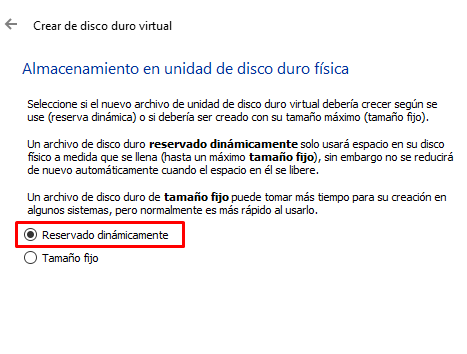 Crear de disco duro virtual
Almacenamiento en unidad de disco duro física
Seleccione si el nuevo archivo de unidad de disco duro virtual debería crecer según se
use (reserva dinámica) o si debería ser creado con su tamaño máximo (tamaño fijo).
Un archivo de disco duro reservado dinámicamente solo usará espacio en su disco
físico a medida que se llena (hasta un máximo tamaño fijo), sin embargo no se reducirá
de nuevo automáticamente cuando el espacio en él se libere.
Un archivo de disco duro de tamaño fijo puede tomar más tiempo para su creación en
algunos sistemas, pero normalmente es más rápido al usarlo.
Reservado dinámicamente
Tamaño fijo